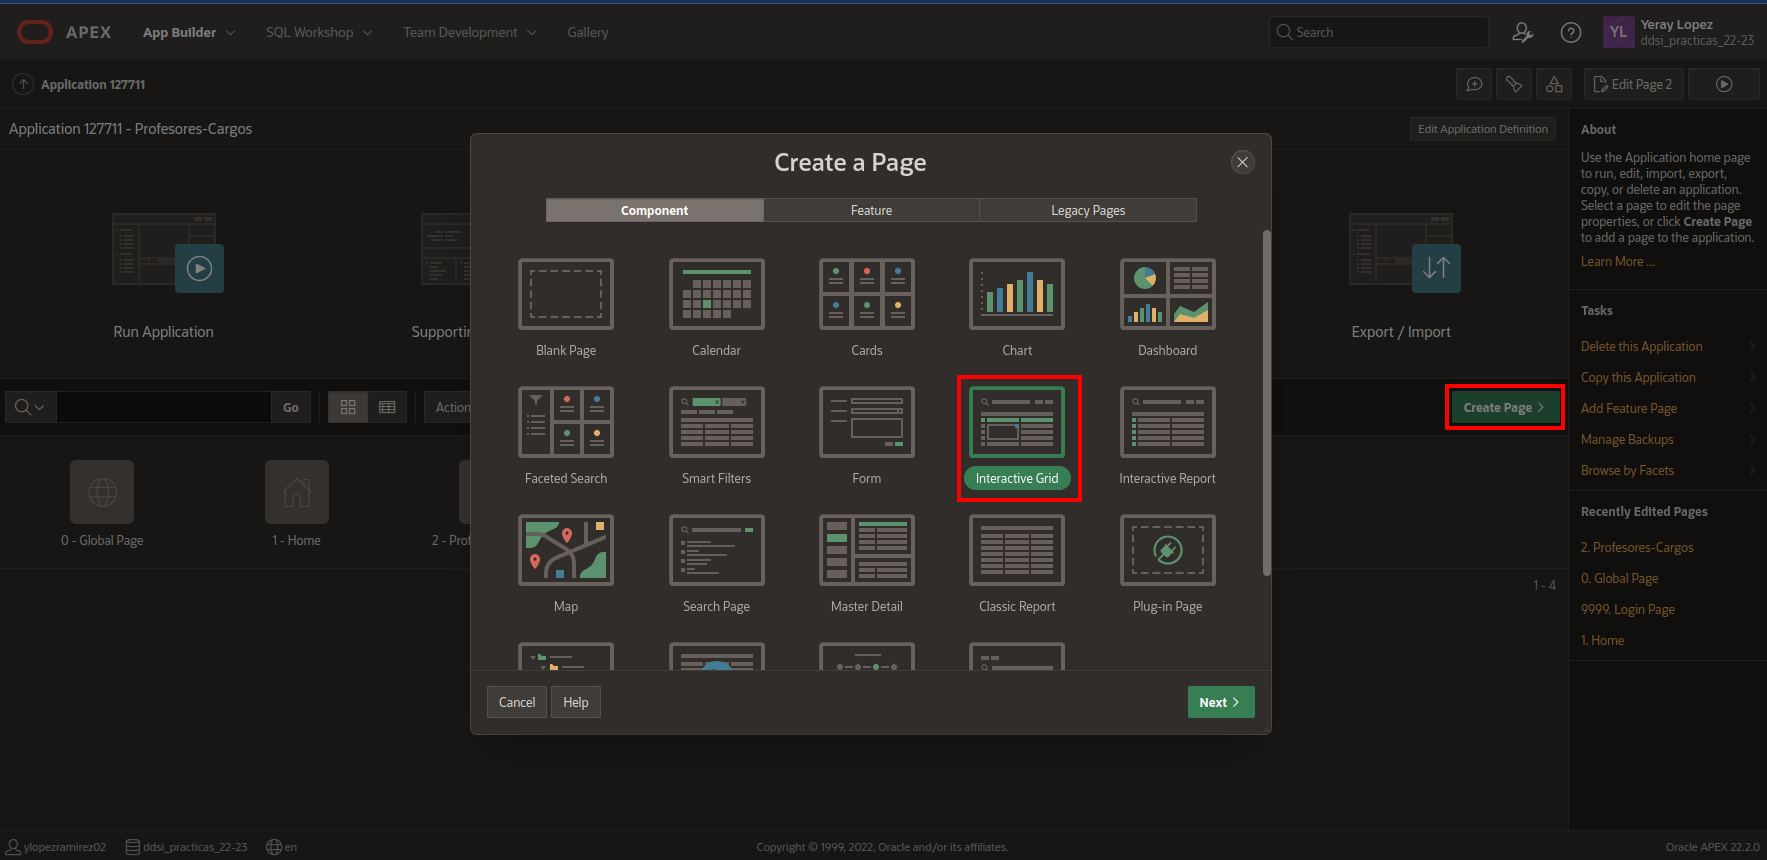 APEX
App Builder
SQL Workshop
Team Development
Gallery
Search
YL
Yeray Lopez
ddsi_practicas_22-23
Application 127711
Edit Page 2
Application 127711 - Profesores-Cargos
Edit Application Definition
Run Application
Supportin
Export / Import
Go
Action
Create Page
0 - Global Page
1 - Home
2 - Prof
1 - 4
Create a Page
Component
Feature
Legacy Pages
Blank Page
Calendar
Cards
Chart
Dashboard
Faceted Search
Smart Filters
Form
Interactive Grid
Interactive Report
Map
Search Page
Master Detail
Classic Report
Plug-in Page
Cancel
Help
Next
About
Use the Application home page
to run, edit, import, export,
copy, or delete an application.
Select a page to edit the page
properties, or click Create Page
to add a page to the application.
Learn More ...
Tasks
Delete this Application
Copy this Application
Add Feature Page
Manage Backups
Browse by Facets
Recently Edited Pages
2. Profesores-Cargos
0. Global Page
9999. Login Page
1. Home
ylopezramirez02
ddsi_practicas_22-23
en
Copyright © 1999, 2022, Oracle and/or its affiliates.
Oracle APEX 22.2.0